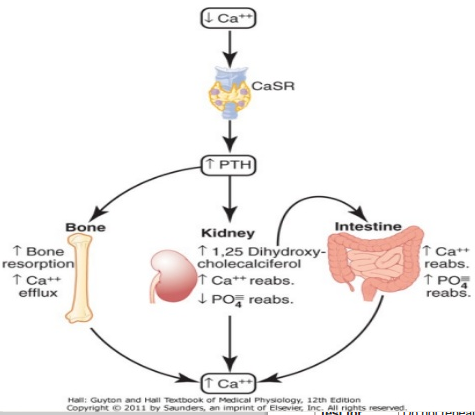 ↓ Ca⁺⁺
CaSR
↑ PTH
Bone
↑ Bone
resorption
↑ Ca⁺⁺
efflux
Kidney
↑ 1,25 Dihydroxy-
cholecalciferol
↑ Ca⁺⁺ reabs.
↓ PO₄≡ reabs.
Intestine
↑ Ca⁺⁺
reabs.
↑ PO₄≡
reabs.
↑ Ca⁺⁺
Hall: Guyton and Hall Textbook of Medical Physiology, 12th Edition
Copyright © 2011 by Saunders, an imprint of Elsevier, Inc. All rights reserved.